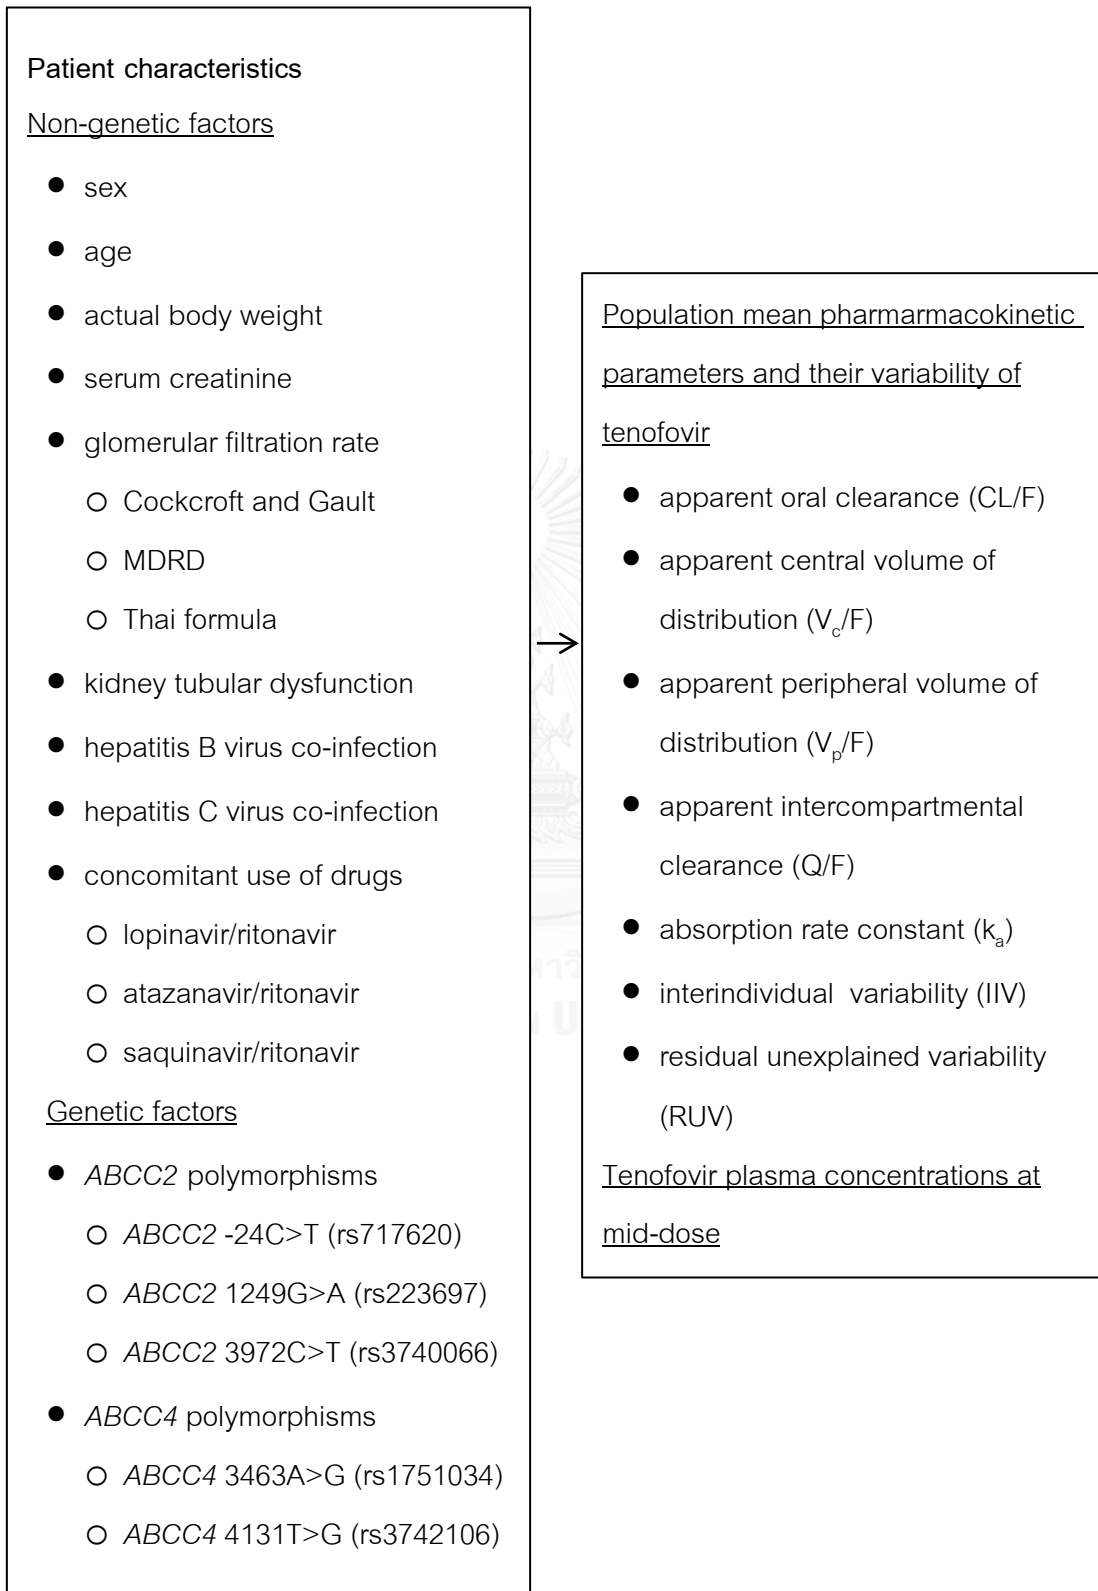 Patient characteristics
Non-genetic factors
● sex
● age
● actual body weight
● serum creatinine
● glomerular filtration rate
○ Cockcroft and Gault
○ MDRD
○ Thai formula
● kidney tubular dysfunction
● hepatitis B virus co-infection
● hepatitis C virus co-infection
● concomitant use of drugs
○ lopinavir/ritonavir
○ atazanavir/ritonavir
○ saquinavir/ritonavir
Genetic factors
● ABCC2 polymorphisms
○ ABCC2 -24C>T (rs717620)
○ ABCC2 1249G>A (rs223697)
○ ABCC2 3972C>T (rs3740066)
● ABCC4 polymorphisms
○ ABCC4 3463A>G (rs1751034)
○ ABCC4 4131T>G (rs3742106)
Population mean pharmarmacokinetic
parameters and their variability of
tenofovir
● apparent oral clearance (CL/F)
● apparent central volume of
distribution (Vc/F)
● apparent peripheral volume of
distribution (Vp/F)
● apparent intercompartmental
clearance (Q/F)
● absorption rate constant (ka)
● interindividual variability (IIV)
● residual unexplained variability
(RUV)
Tenofovir plasma concentrations at
mid-dose